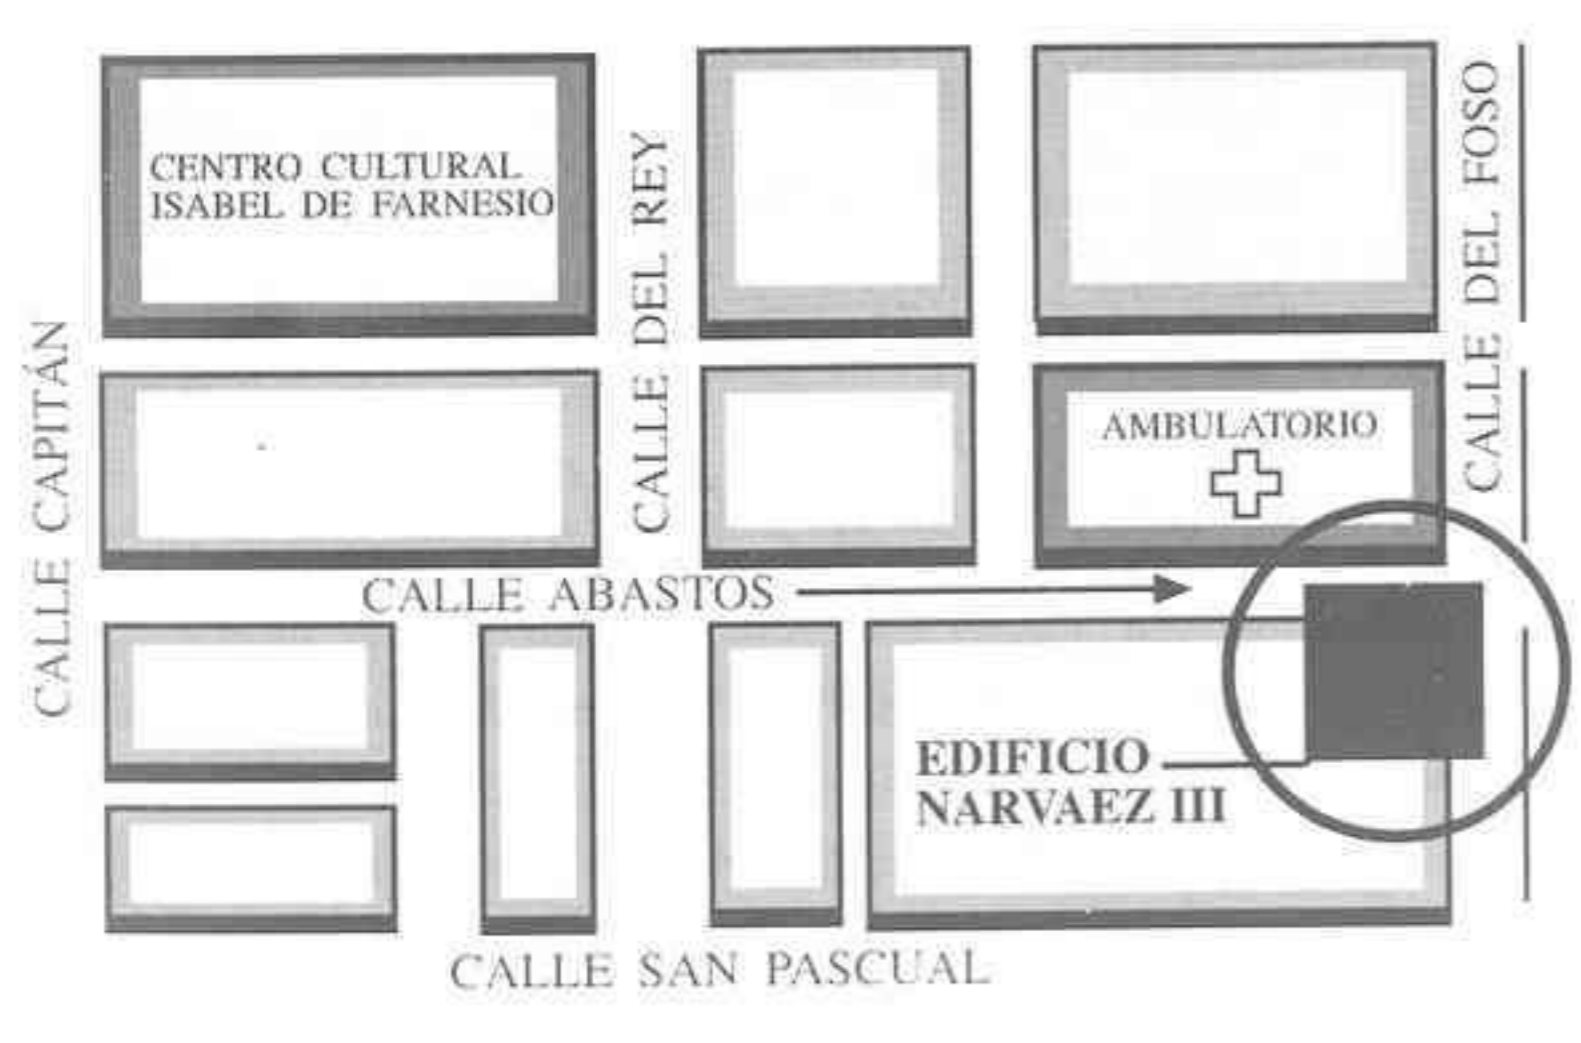 CENTRO CULTURAL
ISABEL DE FARNESIO
CALLE CAPITÁN
CALLE DEL REY
CALLE DEL FOSO
AMBULATORIO
CALLE ABASTOS
EDIFICIO
NARVAEZ III
CALLE SAN PASCUAL